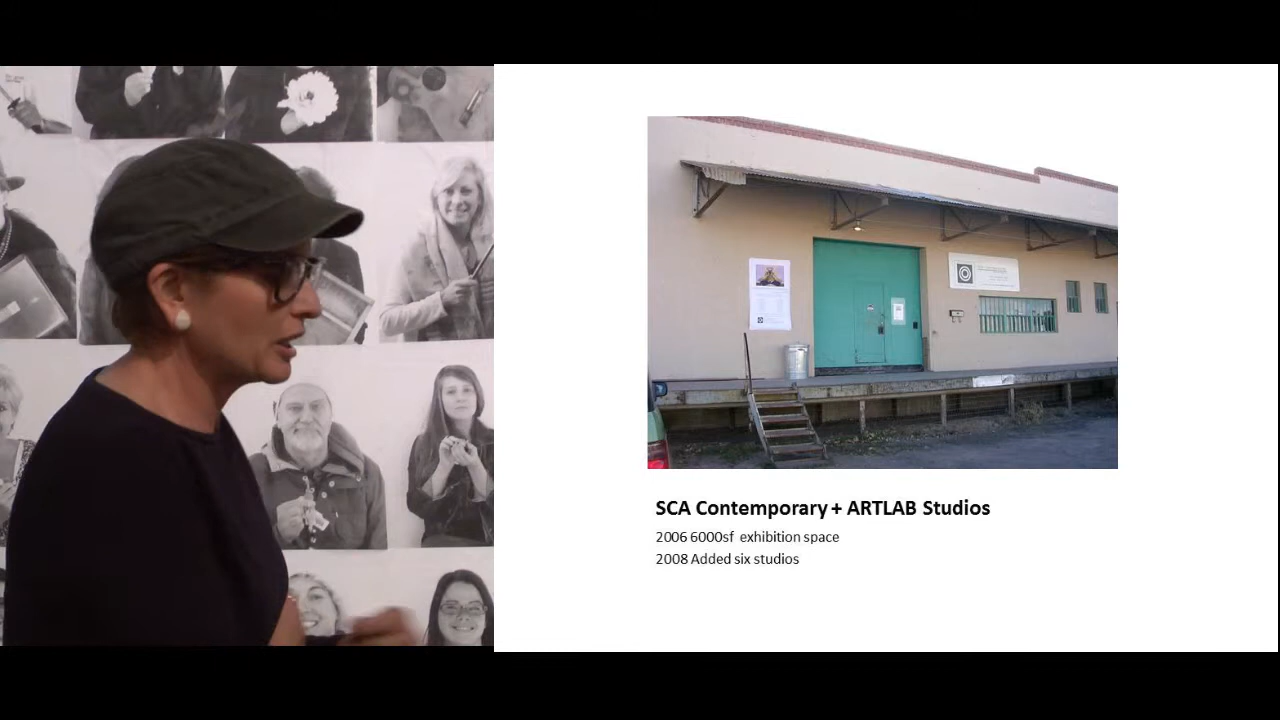 SCA Contemporary + ARTLAB Studios
2006 6000sf exhibition space
2008 Added six studios